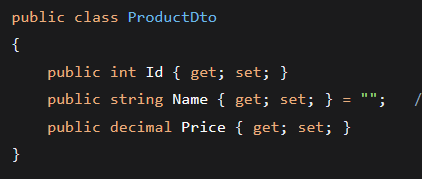 public class ProductDto
{
    public int Id { get; set; }
    public string Name { get; set; } = "";   /
    public decimal Price { get; set; }
}